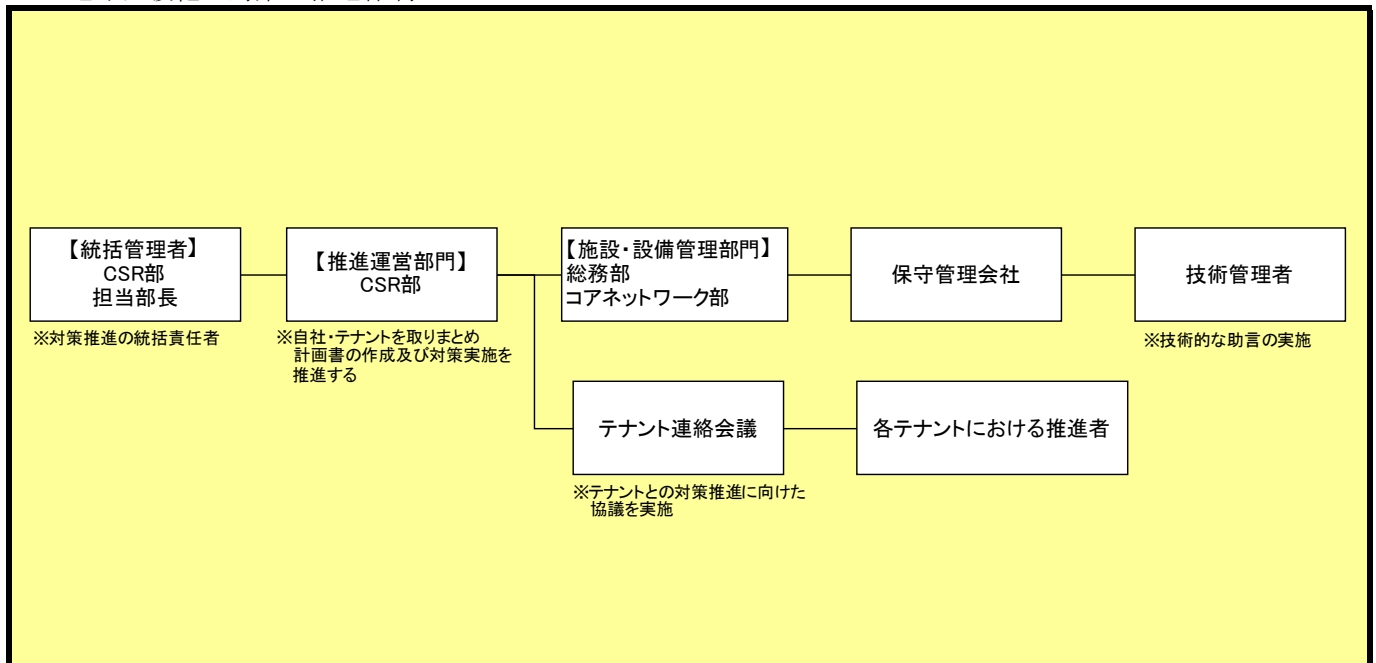 【統括管理者】
CSR部
担当部長
※対策推進の統括責任者
【推進運営部門】
CSR部
※自社・テナントを取りまとめ
計画書の作成及び対策実施を
推進する
【施設・設備管理部門】
総務部
コアネットワーク部
保守管理会社
技術管理者
※技術的な助言の実施
テナント連絡会議
※テナントとの対策推進に向けた
協議を実施
各テナントにおける推進者